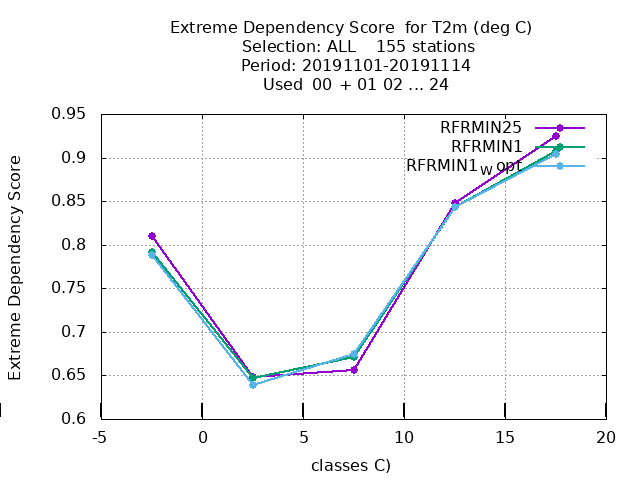 Extreme Dependency Score for T2m (deg C)
Selection: ALL 155 stations
Period: 20191101-20191114
Used 00 + 01 02 ... 24
RFRMIN25
RFRMIN1
RFRMIN1W opt
Extreme Dependency Score
0.95
0.9
0.85
0.8
0.75
0.7
0.65
0.6
-5 0 5 10 15 20
classes C)